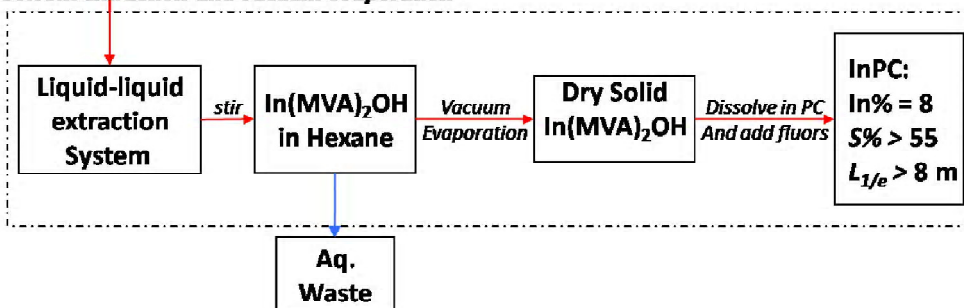 Liquid-liquid
extraction
System
stir
In(MVA)₂OH
in Hexane
Vacuum
Evaporation
Dry Solid
In(MVA)₂OH
Dissolve in PC
And add fluors
InPC:
In% = 8
S% > 55
L₁/ₑ > 8 m
Aq.
Waste